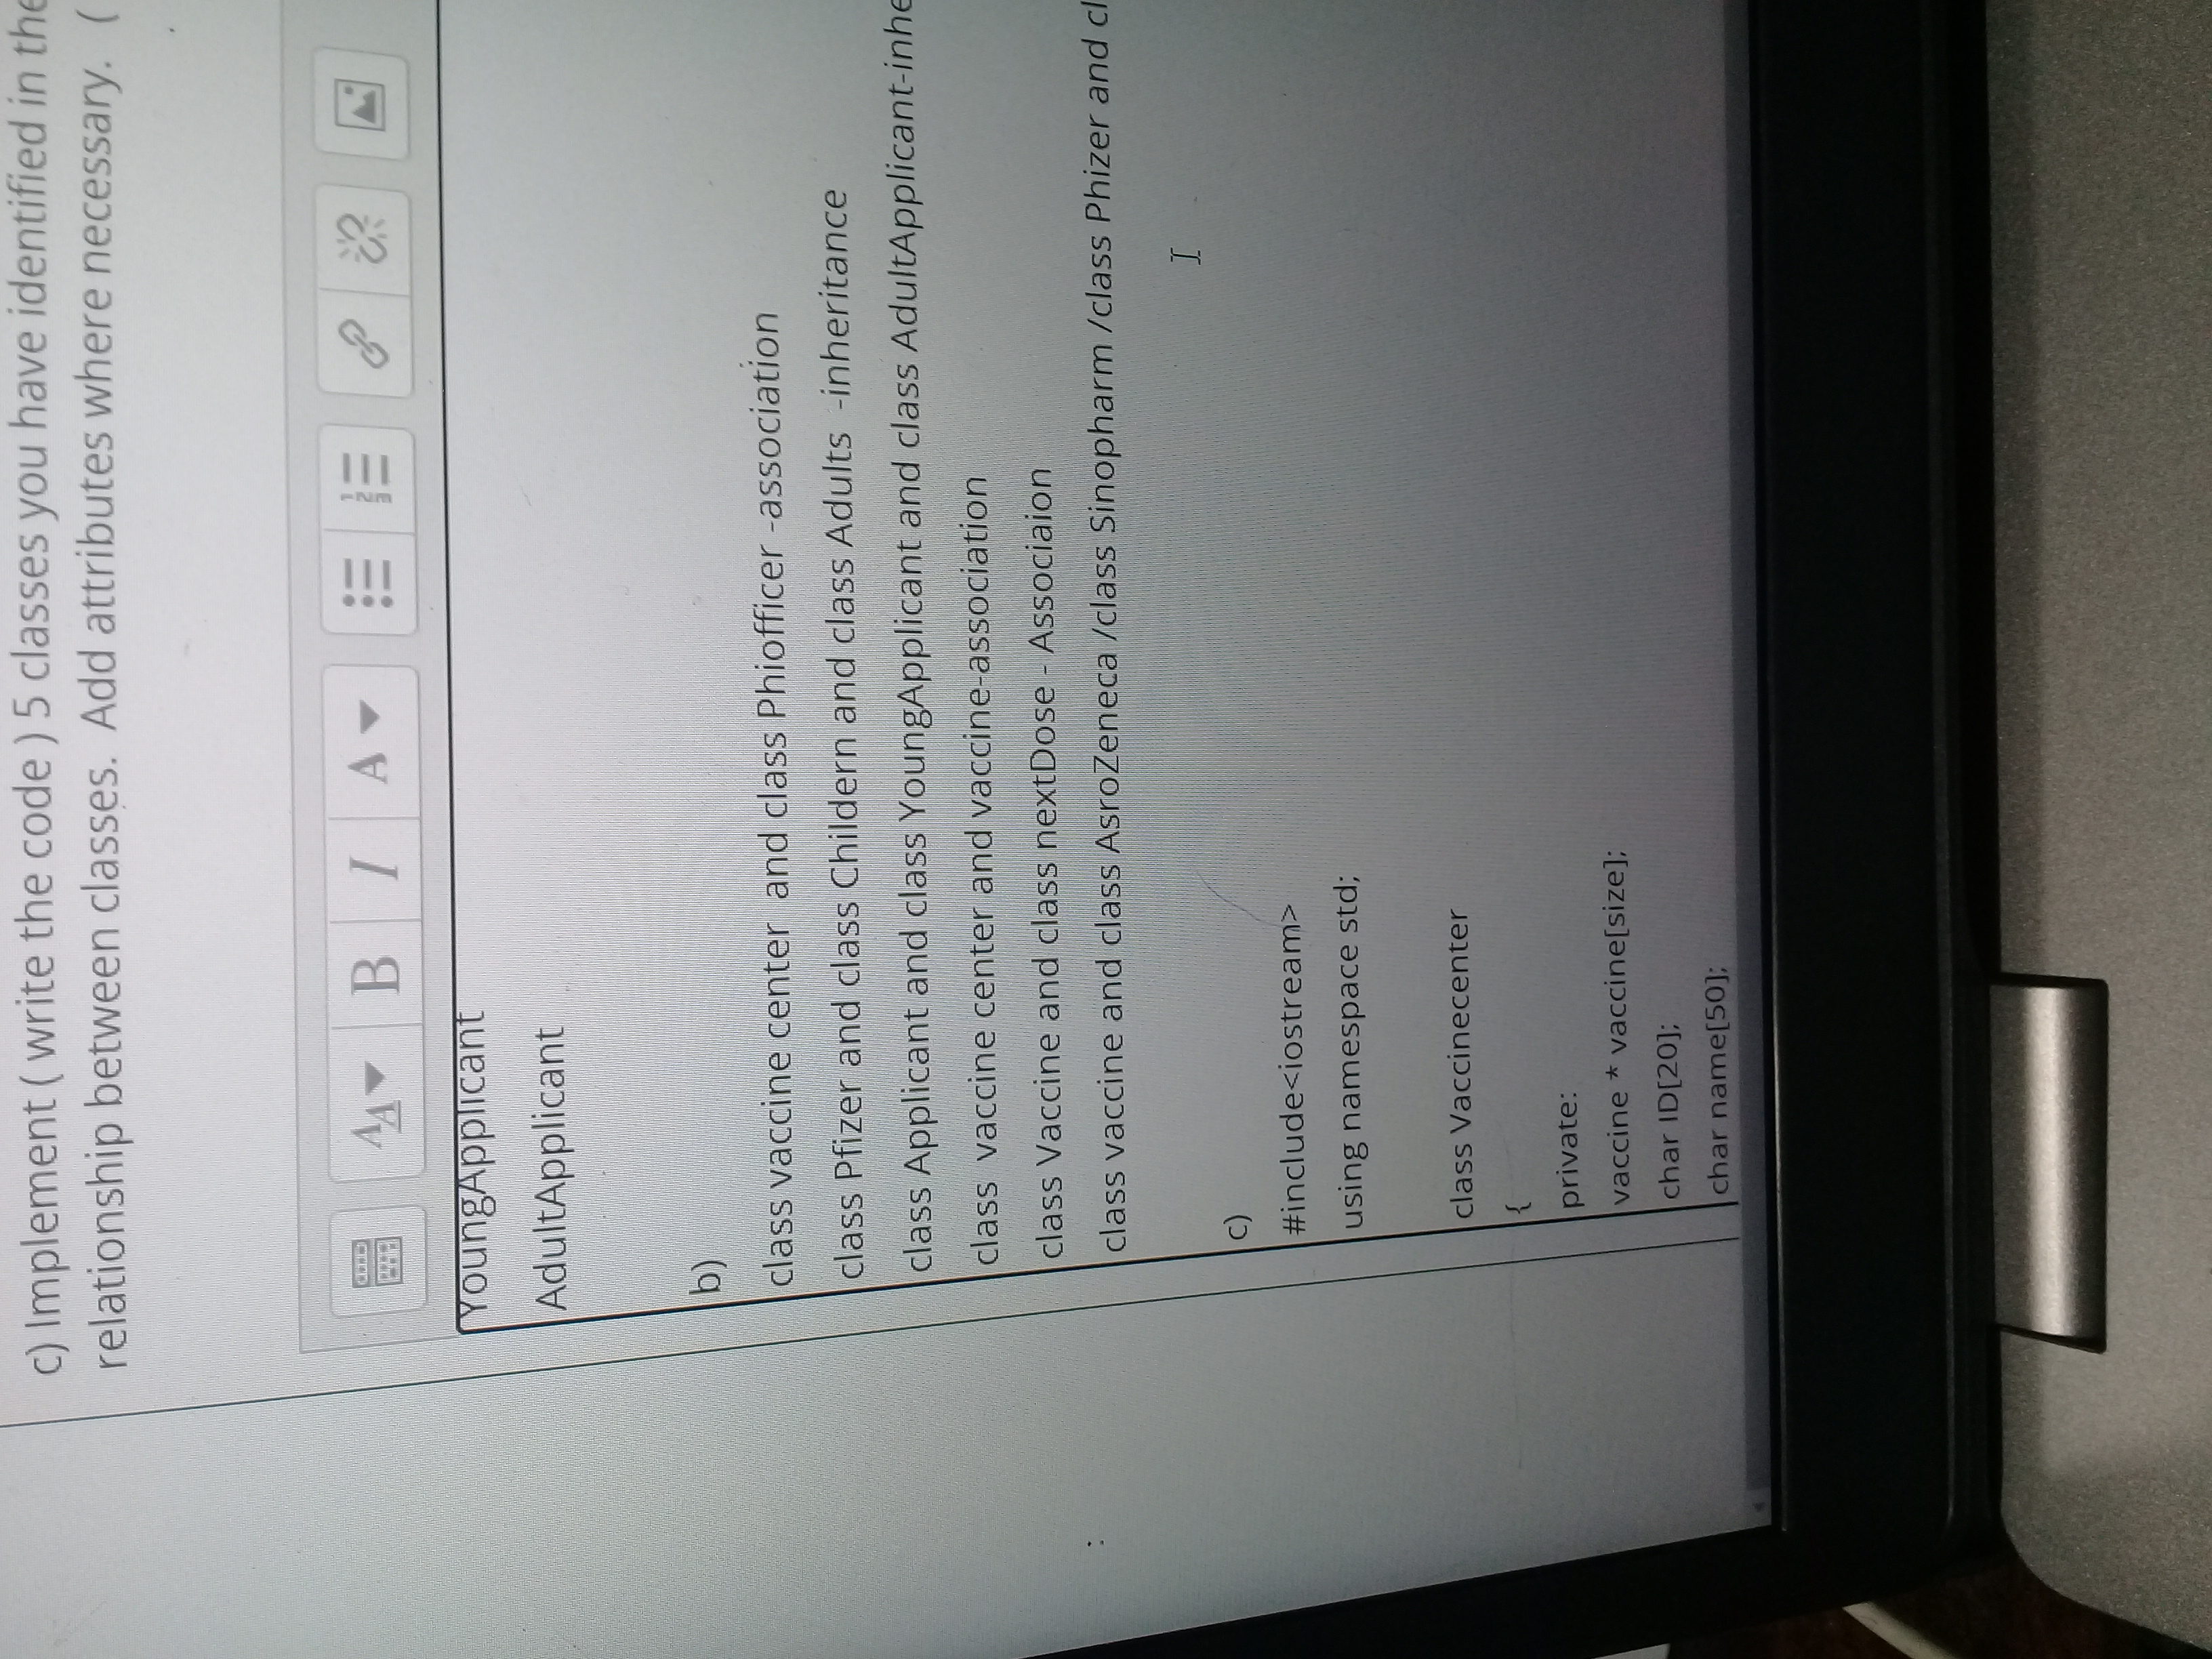 c) Implement ( write the code ) 5 classes you have identified in the
relationship between classes. Add attributes where necessary. (
YoungApplicant
AdultApplicant
b)
class vaccine center and class Phiofficer -association
class Pfizer and class Childern and class Adults -inheritance
class Applicant and class YoungApplicant and class AdultApplicant-inhe
class vaccine center and vaccine-association
class Vaccine and class nextDose - Associaion
class vaccine and class AsroZeneca /class Sinopharm /class Phizer and cl
c)
#include<iostream>
using namespace std;
class Vaccinecenter
{
private:
vaccine * vaccine[size];
char ID[20];
char name[50];